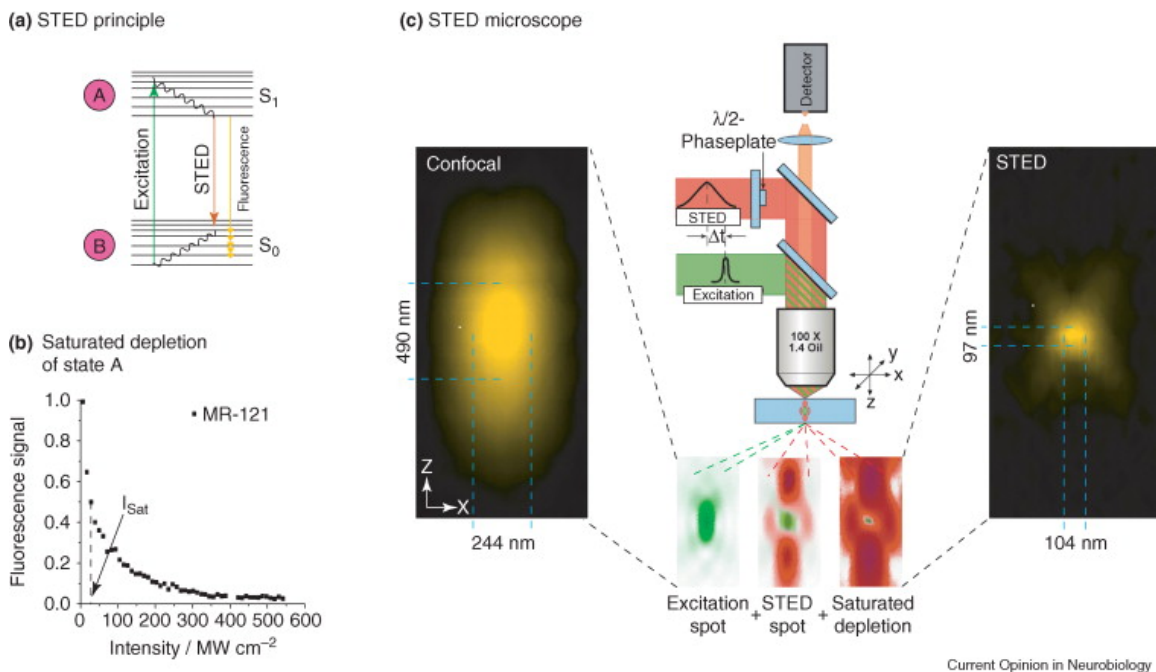 (a) STED principle
A
S1
Excitation
STED
Fluorescence
B
S0
(b) Saturated depletion
of state A
Fluorescence signal
1.0
0.8
0.6
0.4
0.2
0.0
MR-121
ISat
0 100 200 300 400 500 600
Intensity / MW cm–2
(c) STED microscope
Confocal
490 nm
Z
X
244 nm
Detector
λ/2-
Phaseplate
STED
Δt
Excitation
100 X
1.4 Oil
y
x
z
Excitation
spot
+
STED
spot
+
Saturated
depletion
STED
97 nm
104 nm
Current Opinion in Neurobiology